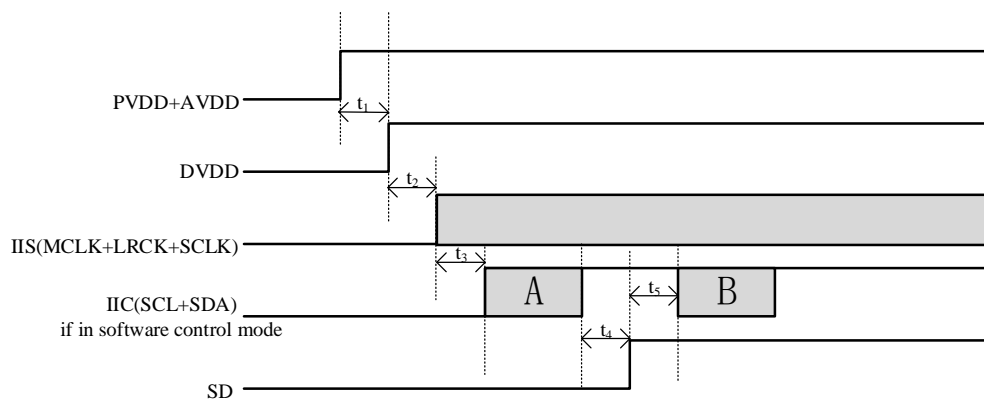 PVDD+AVDD
t1
DVDD
t2
IIS(MCLK+LRCK+SCLK)
t3
IIC(SCL+SDA)
if in software control mode
A
t5
B
t4
SD